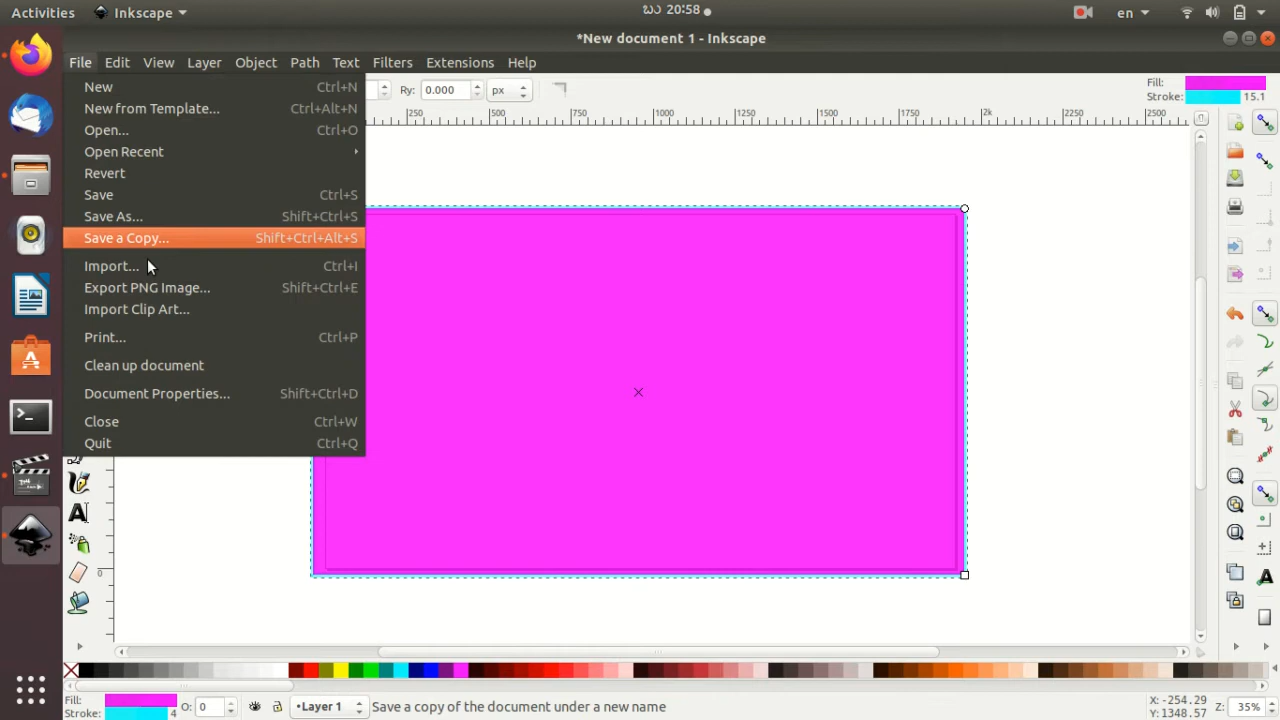 Activities Inkscape ▾ ඛා 20:58 en
*New document 1 - Inkscape
File Edit View Layer Object Path Text Filters Extensions Help
New Ctrl+N
New from Template... Ctrl+Alt+N
Open... Ctrl+O
Open Recent
Revert
Save Ctrl+S
Save As... Shift+Ctrl+S
Save a Copy... Shift+Ctrl+Alt+S
Import... Ctrl+I
Export PNG Image... Shift+Ctrl+E
Import Clip Art...
Print... Ctrl+P
Clean up document
Document Properties... Shift+Ctrl+D
Close Ctrl+W
Quit Ctrl+Q
Ry: 0.000 px
Fill:
Stroke: 15.1
250 500 750 1000 1250 1500 1750 2k 2250 2500
0
Fill:
Stroke: 4
O: 0
•Layer 1
Save a copy of the document under a new name
X: -254.29
Y: 1348.57
Z: 35%